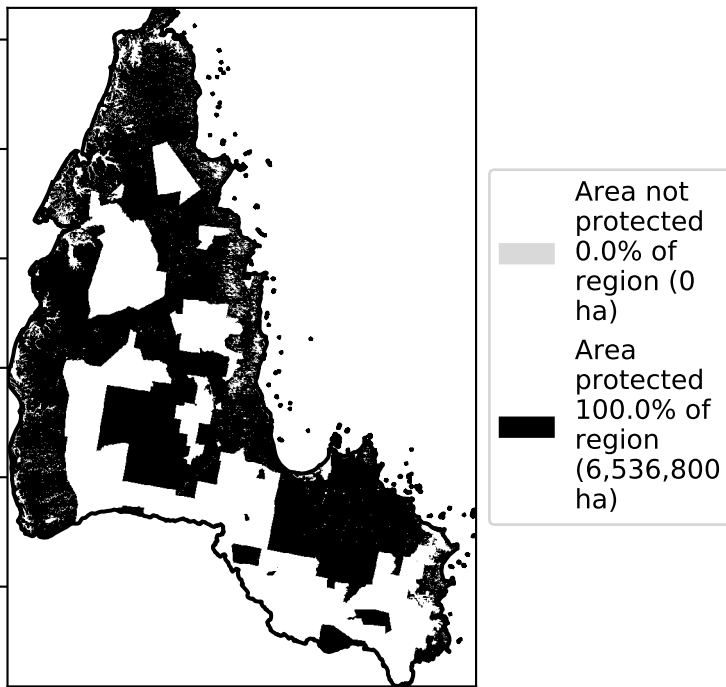 Area not
protected
0.0% of
region (0
ha)
Area
protected
100.0% of
region
(6,536,800
ha)